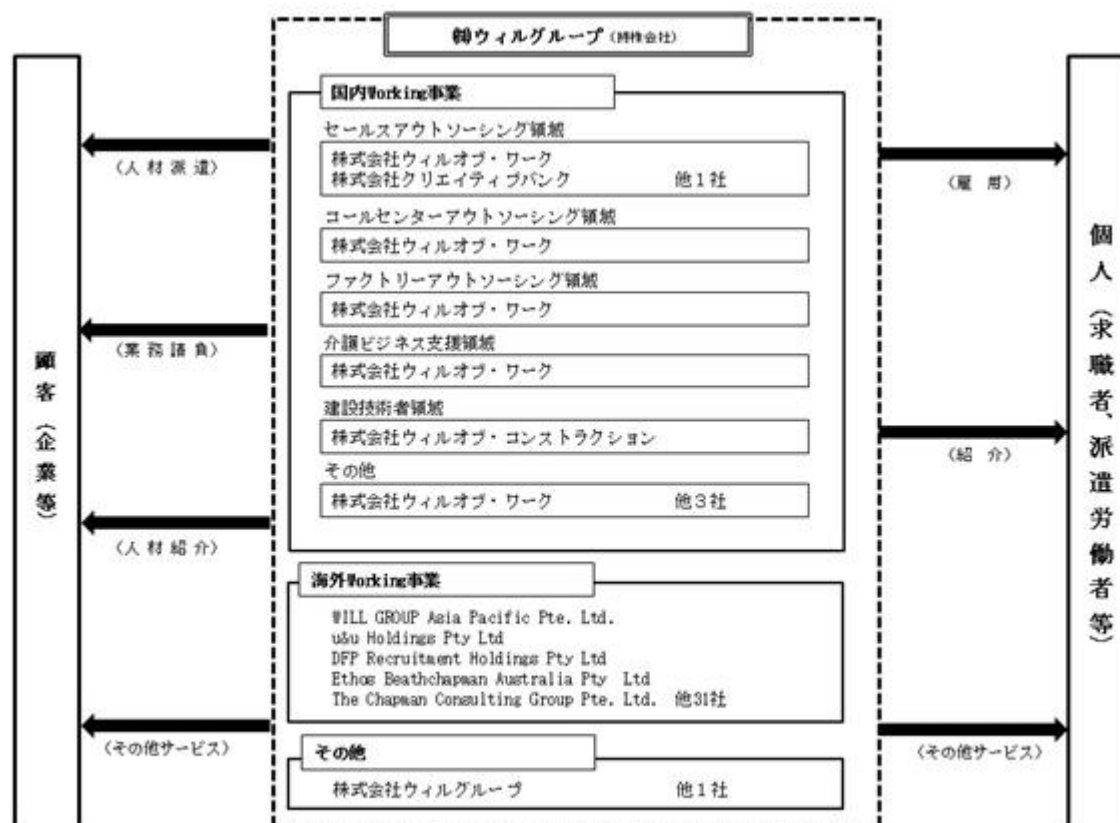 ㈱ウィルグループ(持株会社)
国内Working事業
セールスアウトソーシング領域
株式会社ウィルオブ・ワーク
株式会社クリエイティブバンク 他1社
コールセンターアウトソーシング領域
株式会社ウィルオブ・ワーク
ファクトリーアウトソーシング領域
株式会社ウィルオブ・ワーク
介護ビジネス支援領域
株式会社ウィルオブ・ワーク
建設技術者領域
株式会社ウィルオブ・コンストラクション
その他
株式会社ウィルオブ・ワーク 他3社
海外Working事業
WILL GROUP Asia Pacific Pte. Ltd.
u&u Holdings Pty Ltd
DFP Recruitment Holdings Pty Ltd
Ethos Beathchapman Australia Pty Ltd
The Chapman Consulting Group Pte. Ltd. 他31社
その他
株式会社ウィルグループ 他1社
顧客(企業等)
〈人材派遣〉
〈業務請負〉
〈人材紹介〉
〈その他サービス〉
〈雇用〉
〈紹介〉
〈その他サービス〉
個人(求職者、派遣労働者等)